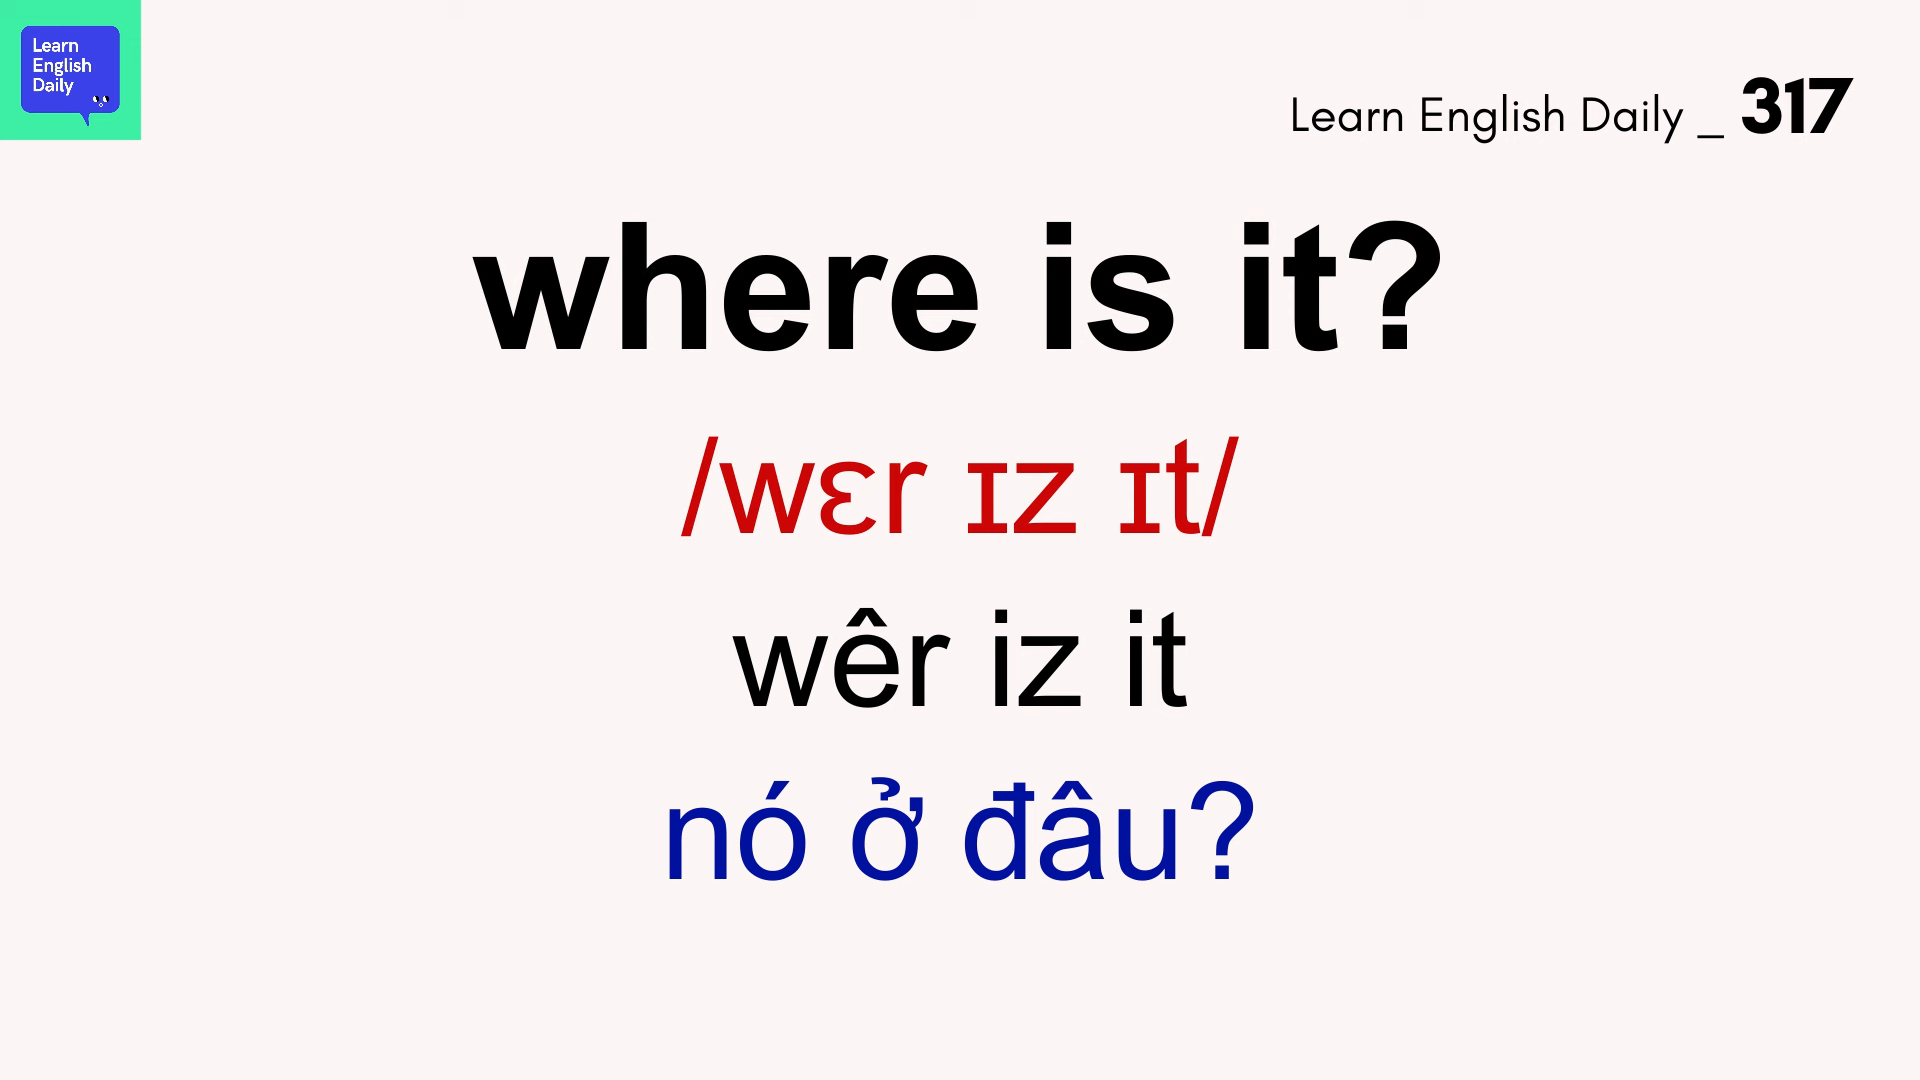 Learn
English
Daily
Learn English Daily _ 317
where is it?
/wɛr ɪz ɪt/
wêr iz it
nó ở đâu?